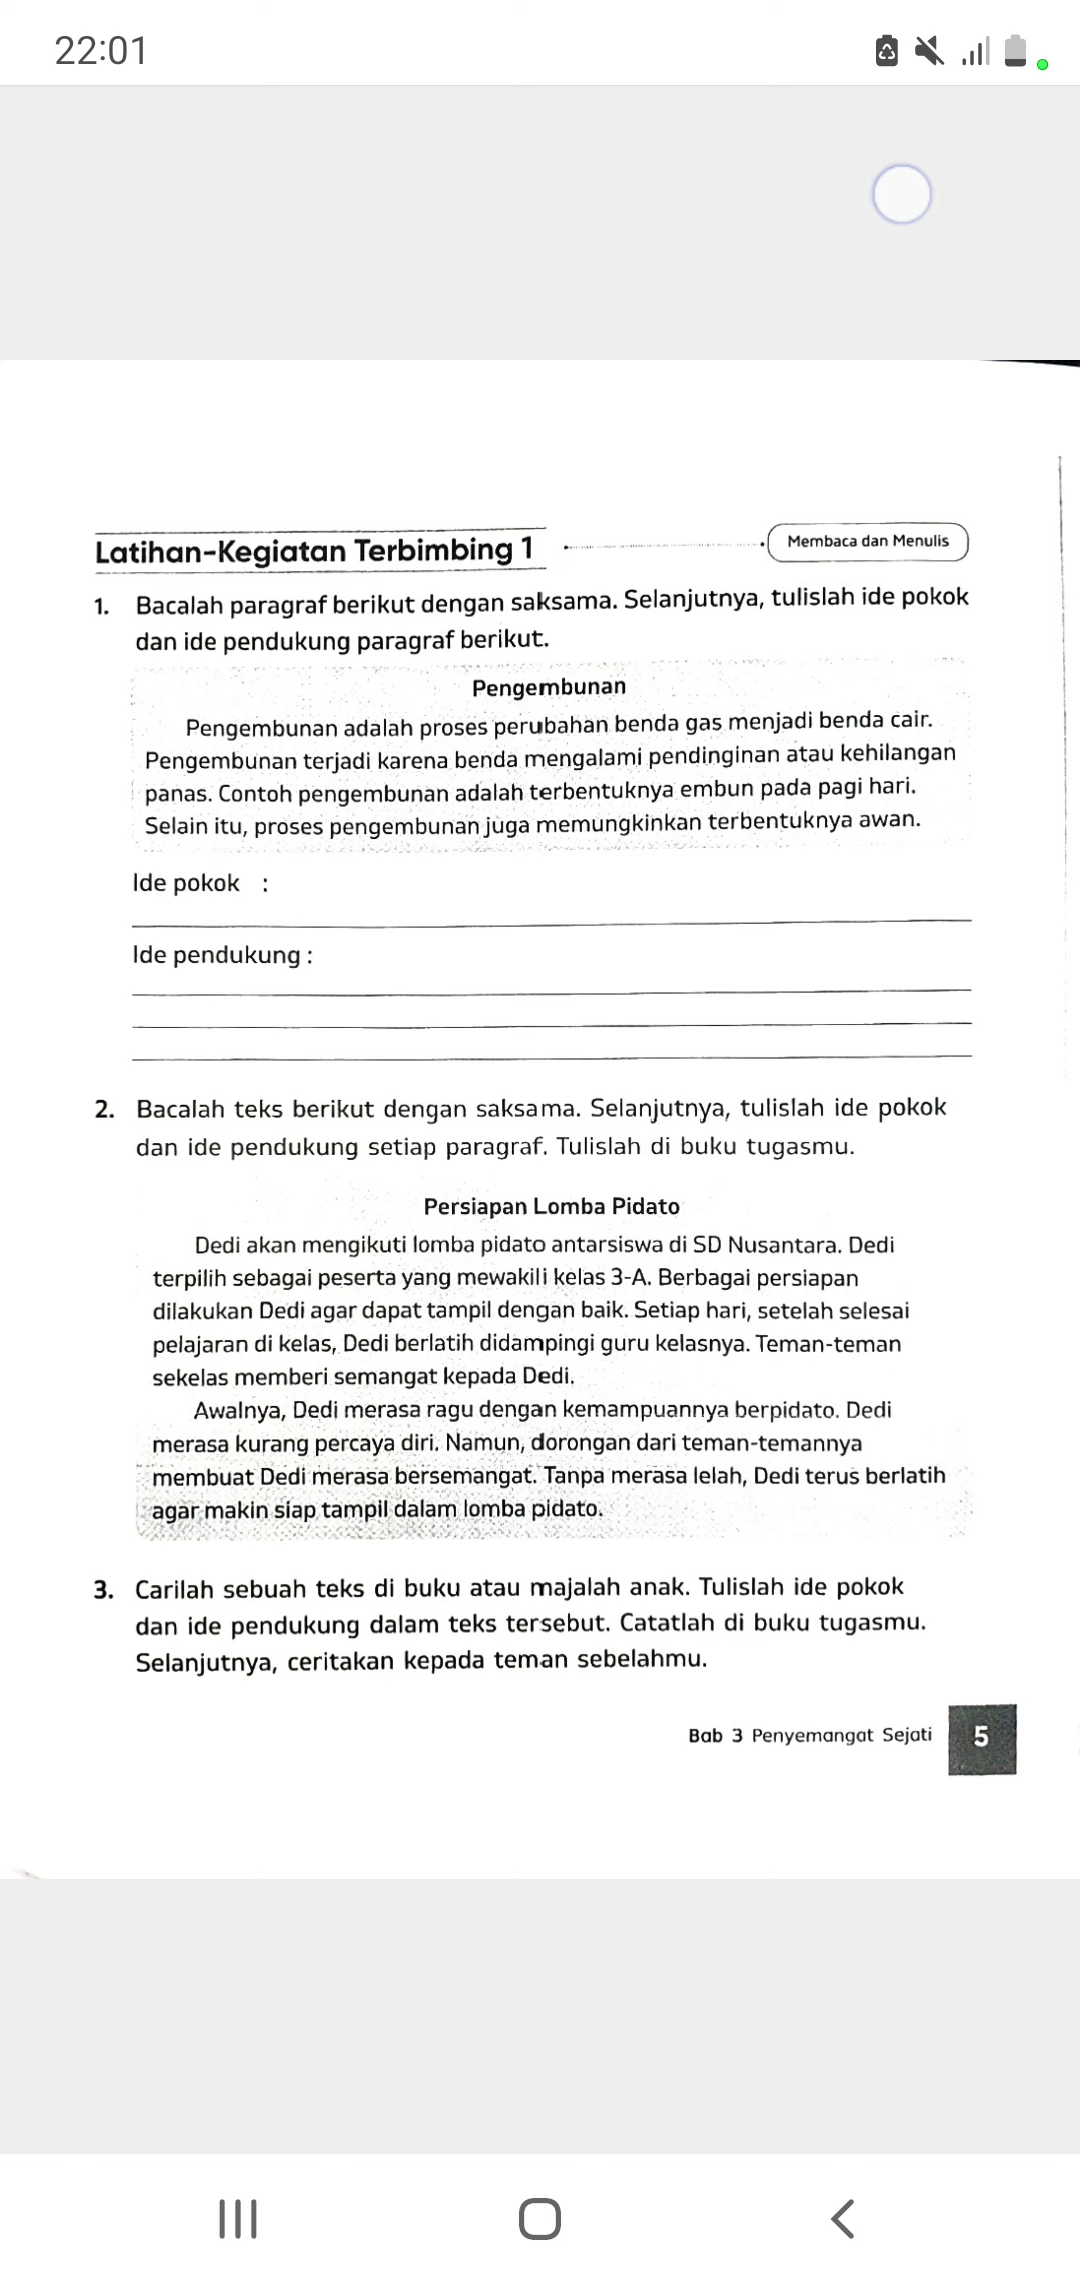 22:01
Latihan-Kegiatan Terbimbing 1
Membaca dan Menulis
1. Bacalah paragraf berikut dengan saksama. Selanjutnya, tulislah ide pokok
dan ide pendukung paragraf berikut.
Pengembunan
Pengembunan adalah proses perubahan benda gas menjadi benda cair.
Pengembunan terjadi karena benda mengalami pendinginan atau kehilangan
panas. Contoh pengembunan adalah terbentuknya embun pada pagi hari.
Selain itu, proses pengembunan juga memungkinkan terbentuknya awan.
Ide pokok :
Ide pendukung :
2. Bacalah teks berikut dengan saksama. Selanjutnya, tulislah ide pokok
dan ide pendukung setiap paragraf. Tulislah di buku tugasmu.
Persiapan Lomba Pidato
Dedi akan mengikuti lomba pidato antarsiswa di SD Nusantara. Dedi
terpilih sebagai peserta yang mewakili kelas 3-A. Berbagai persiapan
dilakukan Dedi agar dapat tampil dengan baik. Setiap hari, setelah selesai
pelajaran di kelas, Dedi berlatih didampingi guru kelasnya. Teman-teman
sekelas memberi semangat kepada Dedi.
Awalnya, Dedi merasa ragu dengan kemampuannya berpidato. Dedi
merasa kurang percaya diri. Namun, dorongan dari teman-temannya
membuat Dedi merasa bersemangat. Tanpa merasa lelah, Dedi terus berlatih
agar makin siap tampil dalam lomba pidato.
3. Carilah sebuah teks di buku atau majalah anak. Tulislah ide pokok
dan ide pendukung dalam teks tersebut. Catatlah di buku tugasmu.
Selanjutnya, ceritakan kepada teman sebelahmu.
Bab 3 Penyemangat Sejati 5